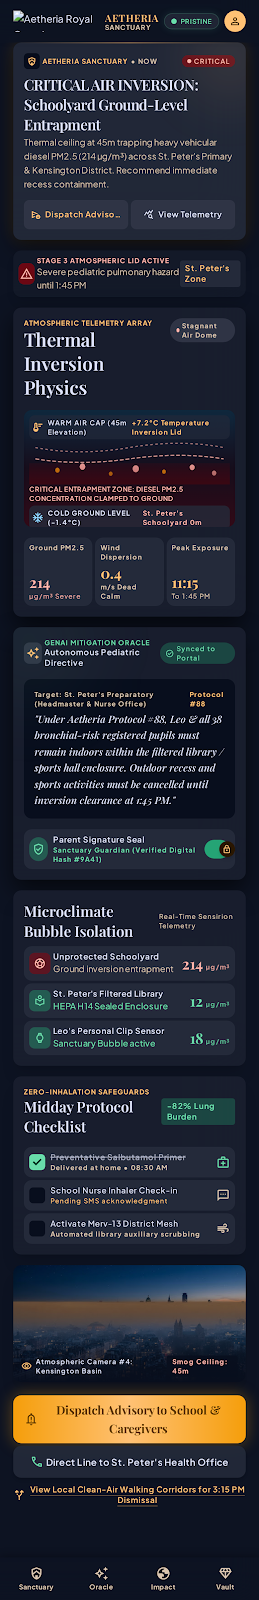 Aetheria Royal
AETHERIA
SANCTUARY
PRISTINE
AETHERIA SANCTUARY • NOW
CRITICAL
CRITICAL AIR INVERSION:
Schoolyard Ground-Level
Entrapment
Thermal ceiling at 45m trapping heavy vehicular
diesel PM2.5 (214 µg/m³) across St. Peter's Primary
& Kensington District. Recommend immediate
recess containment.
Dispatch Adviso...
View Telemetry
STAGE 3 ATMOSPHERIC LID ACTIVE
Severe pediatric pulmonary hazard
until 1:45 PM
St. Peter's
Zone
ATMOSPHERIC TELEMETRY ARRAY
Thermal
Inversion
Physics
Stagnant
Air Dome
WARM AIR CAP (45m
Elevation)
+7.2°C Temperature
Inversion Lid
CRITICAL ENTRAPMENT ZONE: DIESEL PM2.5
CONCENTRATION CLAMPED TO GROUND
COLD GROUND LEVEL
(-1.4°C)
St. Peter's
Schoolyard 0m
Ground PM2.5
214
µg/m³ Severe
Wind
Dispersion
0.4
m/s Dead
Calm
Peak Exposure
11:15
To 1:45 PM
GENAI MITIGATION ORACLE
Autonomous Pediatric
Directive
Synced to
Portal
Target: St. Peter's Preparatory
(Headmaster & Nurse Office)
Protocol
#88
"Under Aetheria Protocol #88, Leo & all 38
bronchial-risk registered pupils must
remain indoors within the filtered library /
sports hall enclosure. Outdoor recess and
sports activities must be cancelled until
inversion clearance at 1:45 PM."
Parent Signature Seal
Sanctuary Guardian (Verified Digital
Hash #9A41)
Microclimate
Bubble Isolation
Real-Time Sensirion
Telemetry
Unprotected Schoolyard
Ground inversion entrapment
214 µg/m³
St. Peter's Filtered Library
HEPA H14 Sealed Enclosure
12 µg/m³
Leo's Personal Clip Sensor
Sanctuary Bubble active
18 µg/m³
ZERO-INHALATION SAFEGUARDS
Midday Protocol
Checklist
-82% Lung
Burden
Preventative Salbutamol Primer
Delivered at home • 08:30 AM
School Nurse Inhaler Check-in
Pending SMS acknowledgment
Activate Merv-13 District Mesh
Automated library auxiliary scrubbing
Atmospheric Camera #4:
Kensington Basin
Smog Ceiling:
45m
Dispatch Advisory to School &
Caregivers
Direct Line to St. Peter's Health Office
View Local Clean-Air Walking Corridors for 3:15 PM
Dismissal
Sanctuary
Oracle
Impact
Vault